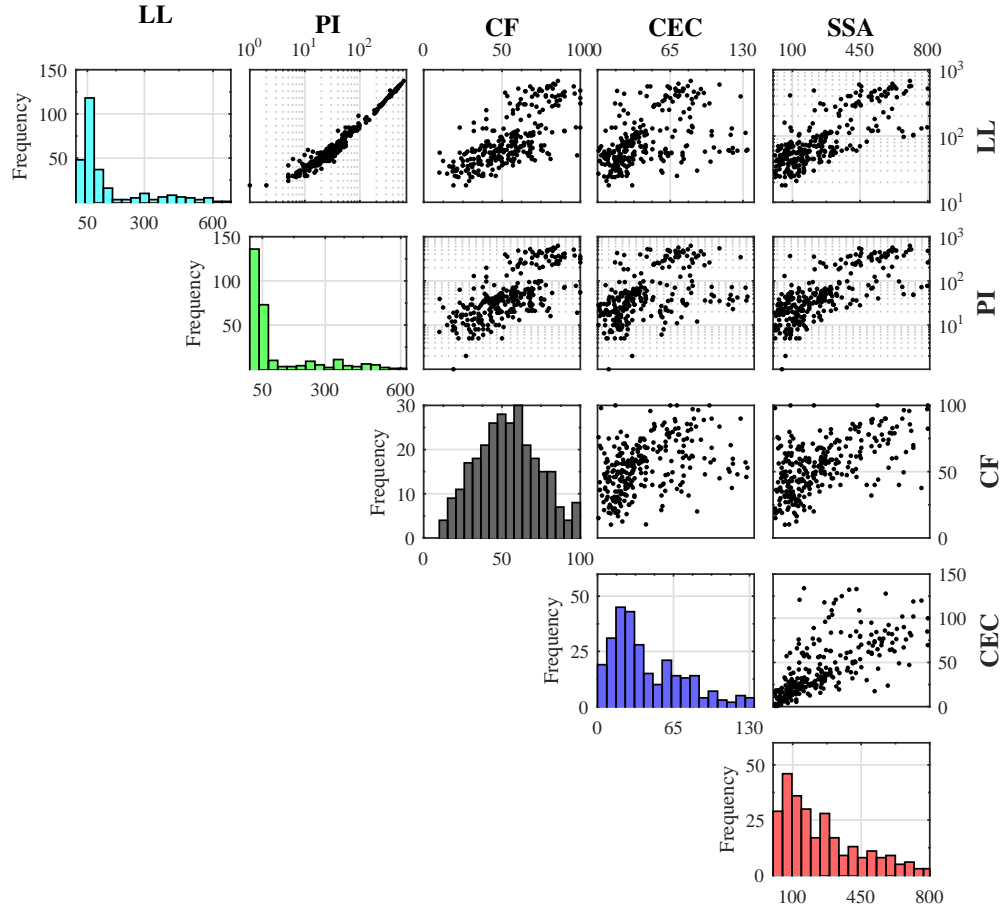 LL PI CF CEC SSA
10^0 10^1 10^2 0 50 100 0 65 130 100 450 800
150 100 50 Frequency 10^3 10^2 10^1 LL
50 300 600
150 100 50 Frequency 10^3 10^2 10^1 PI
50 300 600
30 20 10 0 Frequency 100 50 0 CF
0 50 100
50 25 0 Frequency 150 100 50 0 CEC
0 65 130
50 25 0 Frequency
100 450 800